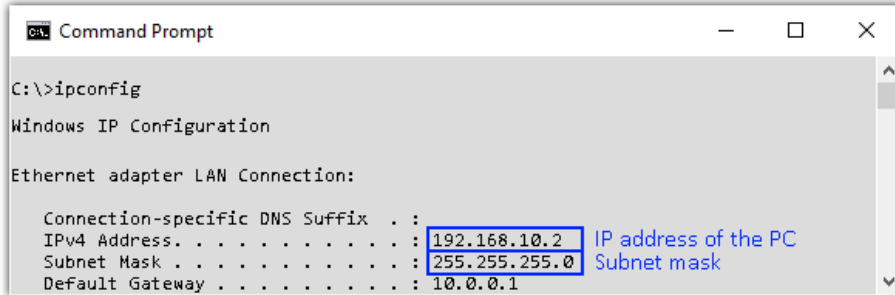 Command Prompt
C:\>ipconfig
Windows IP Configuration
Ethernet adapter LAN Connection:
Connection-specific DNS Suffix . :
IPv4 Address. . . . . . . . . . . : 192.168.10.2 IP address of the PC
Subnet Mask . . . . . . . . . . . : 255.255.255.0 Subnet mask
Default Gateway . . . . . . . . . : 10.0.0.1